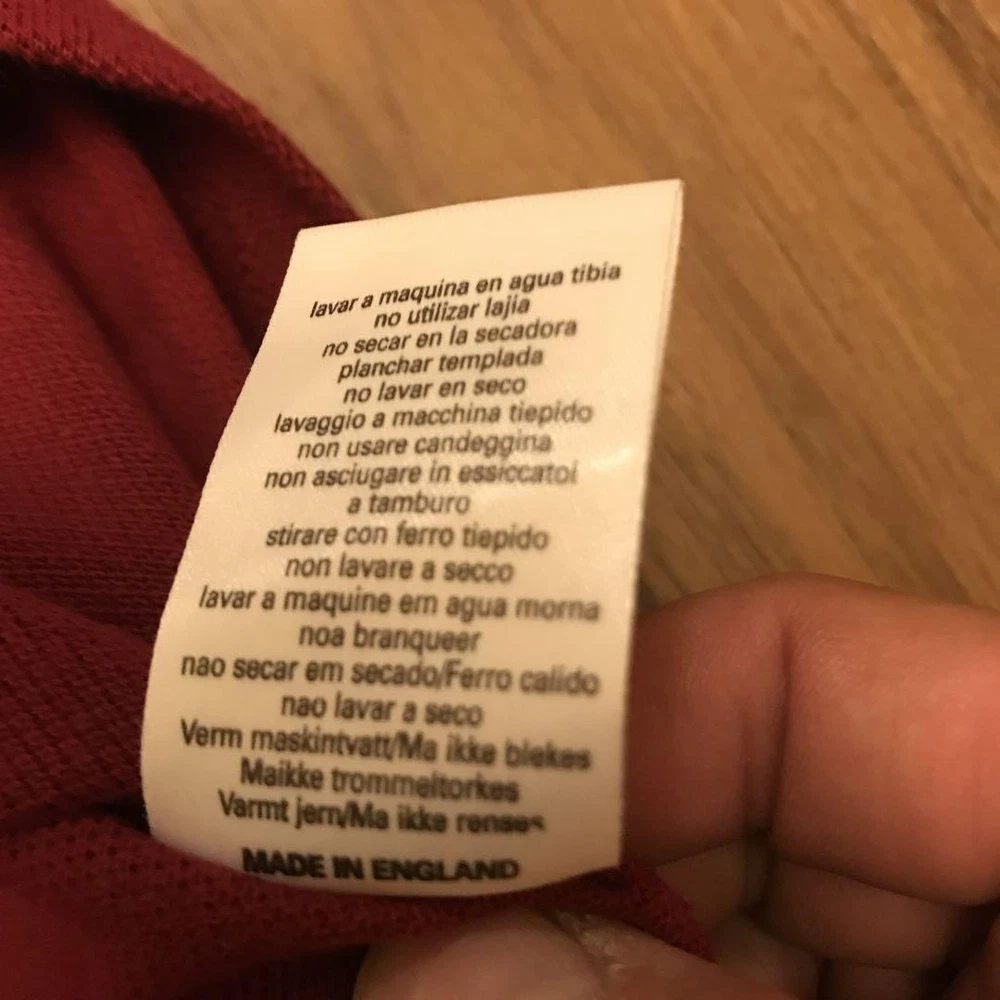 lavar a maquina en agua tibia
no utilizar lajia
no secar en la secadora
planchar templada
no lavar en seco
lavaggio a macchina tiepido
non usare candeggina
non asciugare in essiccatoi
a tamburo
stirare con ferro tiepido
non lavare a secco
lavar a maquine em agua morna
noa branqueer
nao secar em secado/Ferro calido
nao lavar a seco
Verm maskintvatt/Ma ikke blekes
Maikke trommeltorkes
Varmt jern/Ma ikke renses
MADE IN ENGLAND